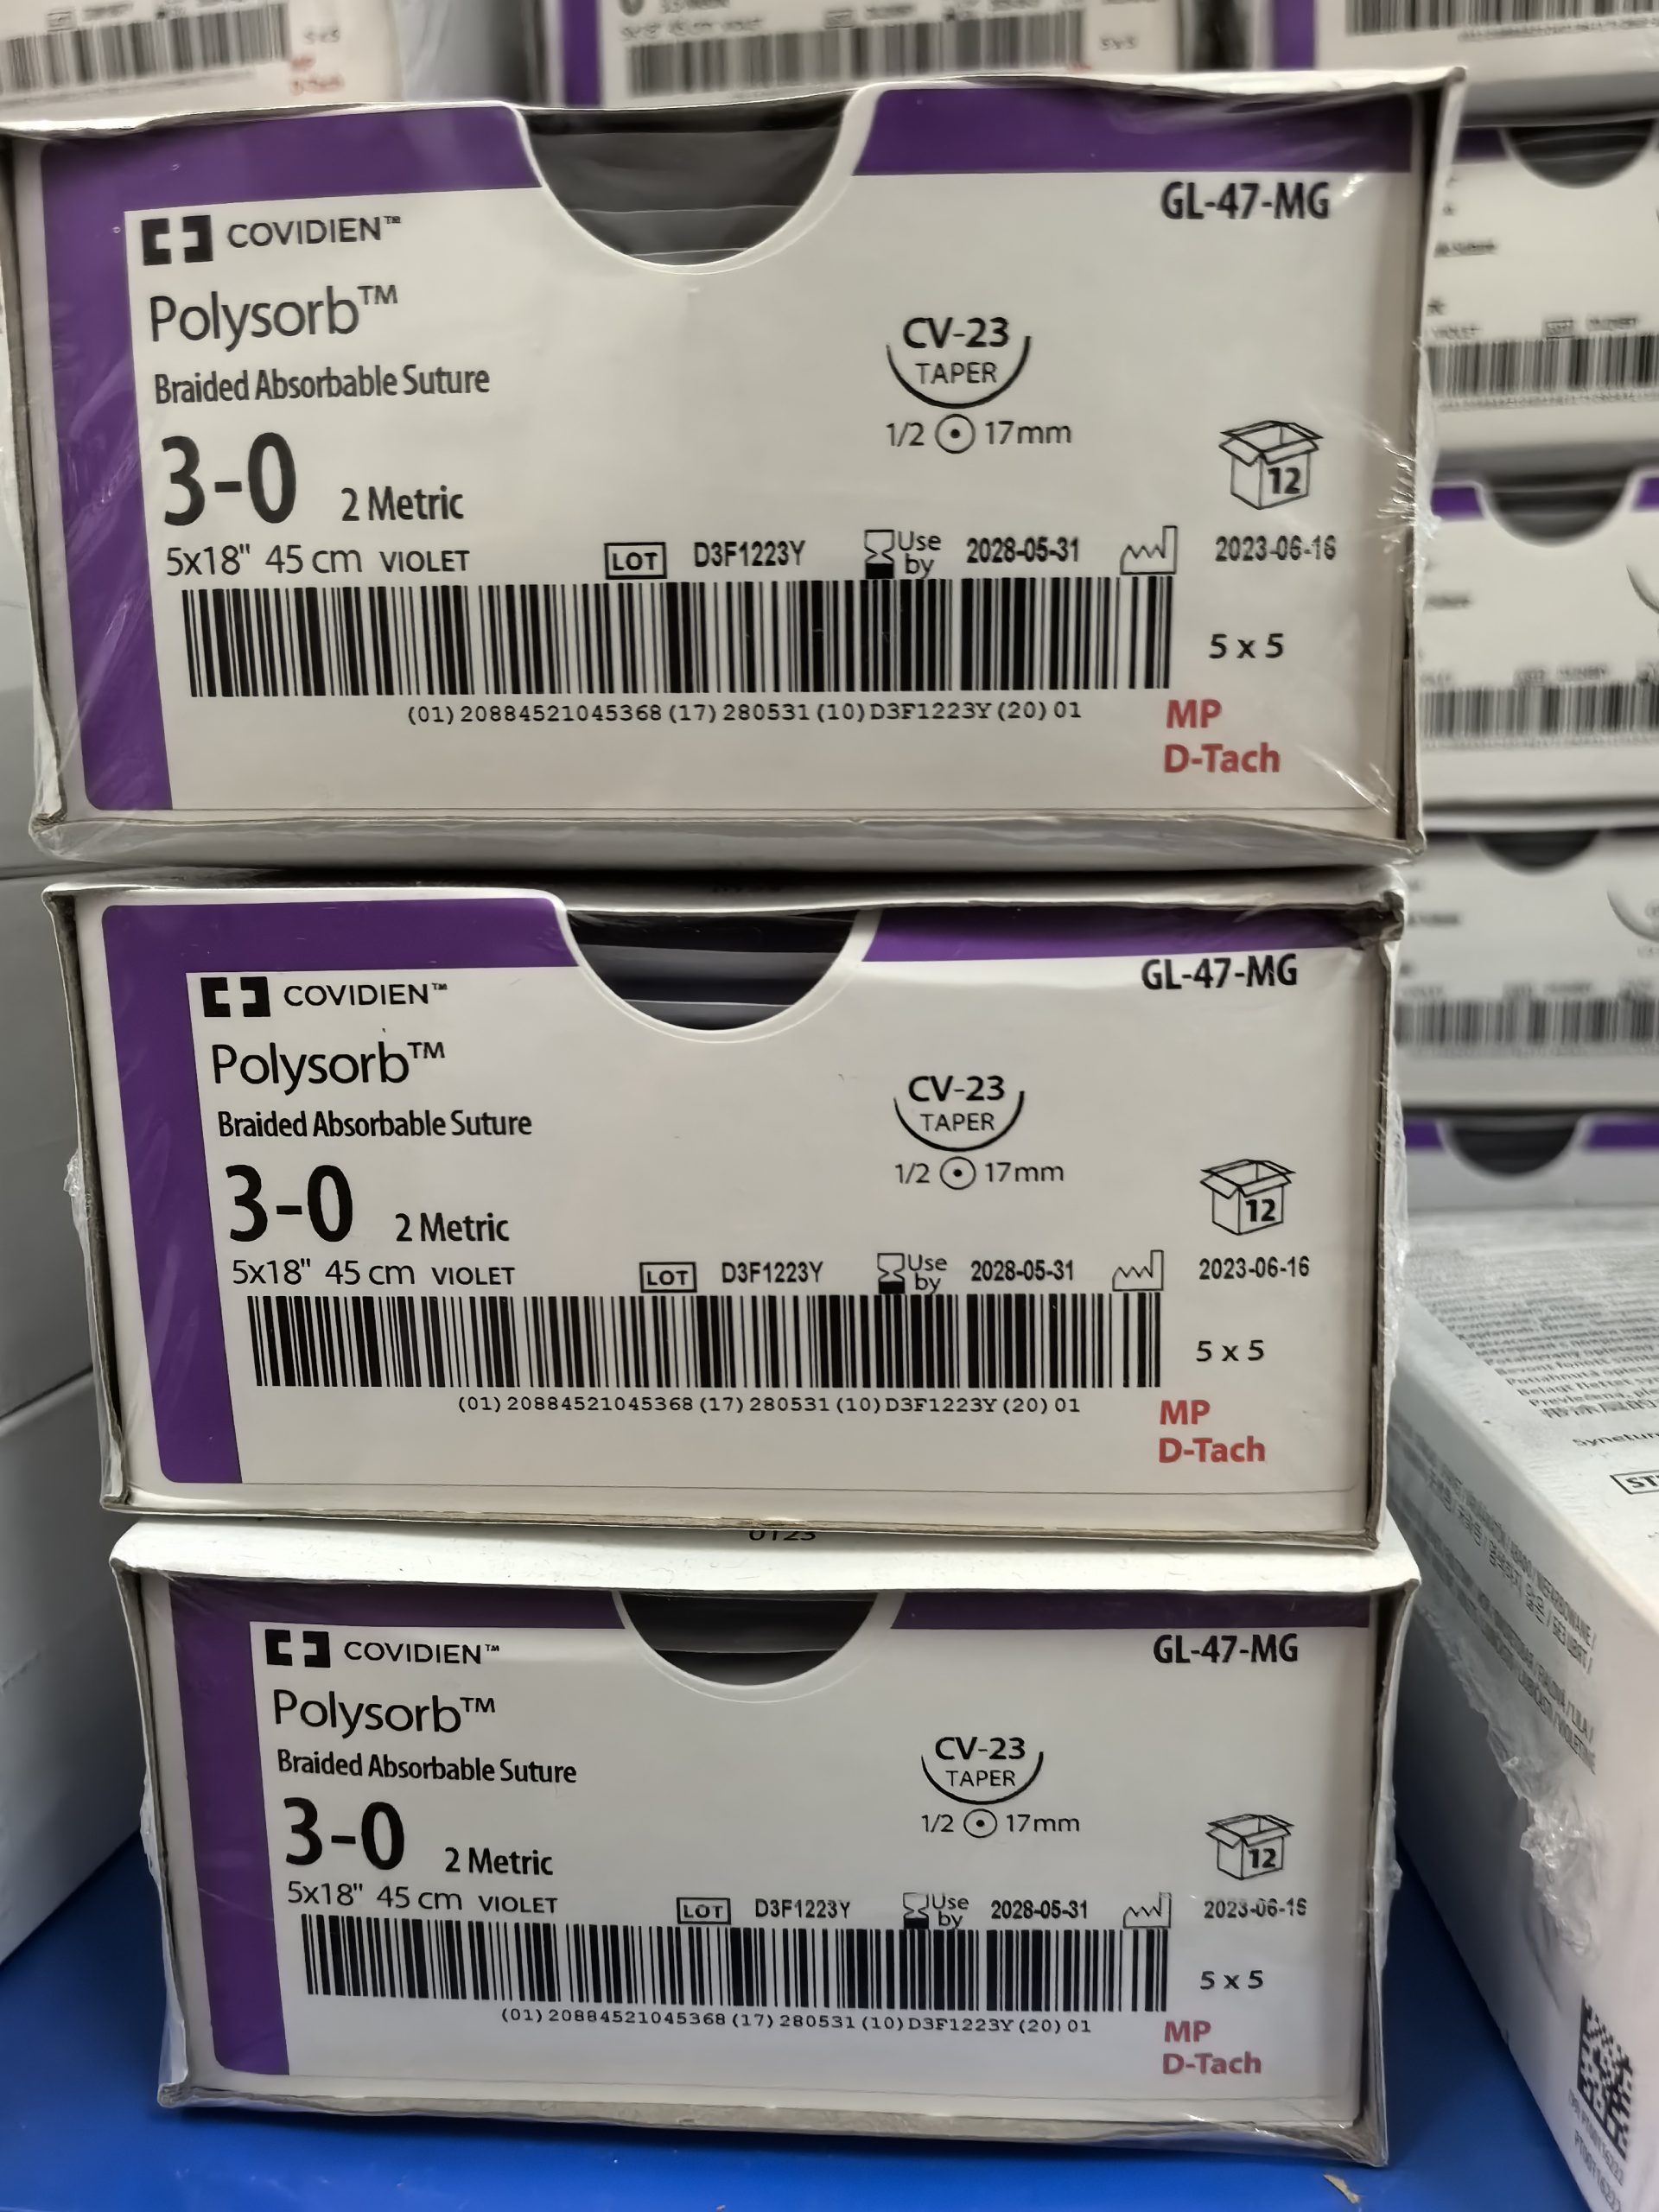 5x5
MP
D-Tach
5x5
GL-47-MG
COVIDIEN™
Polysorb™
Braided Absorbable Suture
CV-23
TAPER
1/2 17mm
3-0 2 Metric
12
5x18" 45 cm VIOLET LOT D3F1223Y Use by 2028-05-31 2023-06-16
5 x 5
(01)20884521045368(17)280531(10)D3F1223Y(20)01
MP
D-Tach
GL-47-MG
COVIDIEN™
Polysorb™
Braided Absorbable Suture
CV-23
TAPER
1/2 17mm
3-0 2 Metric
12
5x18" 45 cm VIOLET LOT D3F1223Y Use by 2028-05-31 2023-06-16
5 x 5
(01)20884521045368(17)280531(10)D3F1223Y(20)01
MP
D-Tach
0123
GL-47-MG
COVIDIEN™
Polysorb™
Braided Absorbable Suture
CV-23
TAPER
1/2 17mm
3-0 2 Metric
12
5x18" 45 cm VIOLET LOT D3F1223Y Use by 2028-05-31 2023-06-16
5 x 5
(01)20884521045368(17)280531(10)D3F1223Y(20)01
MP
D-Tach